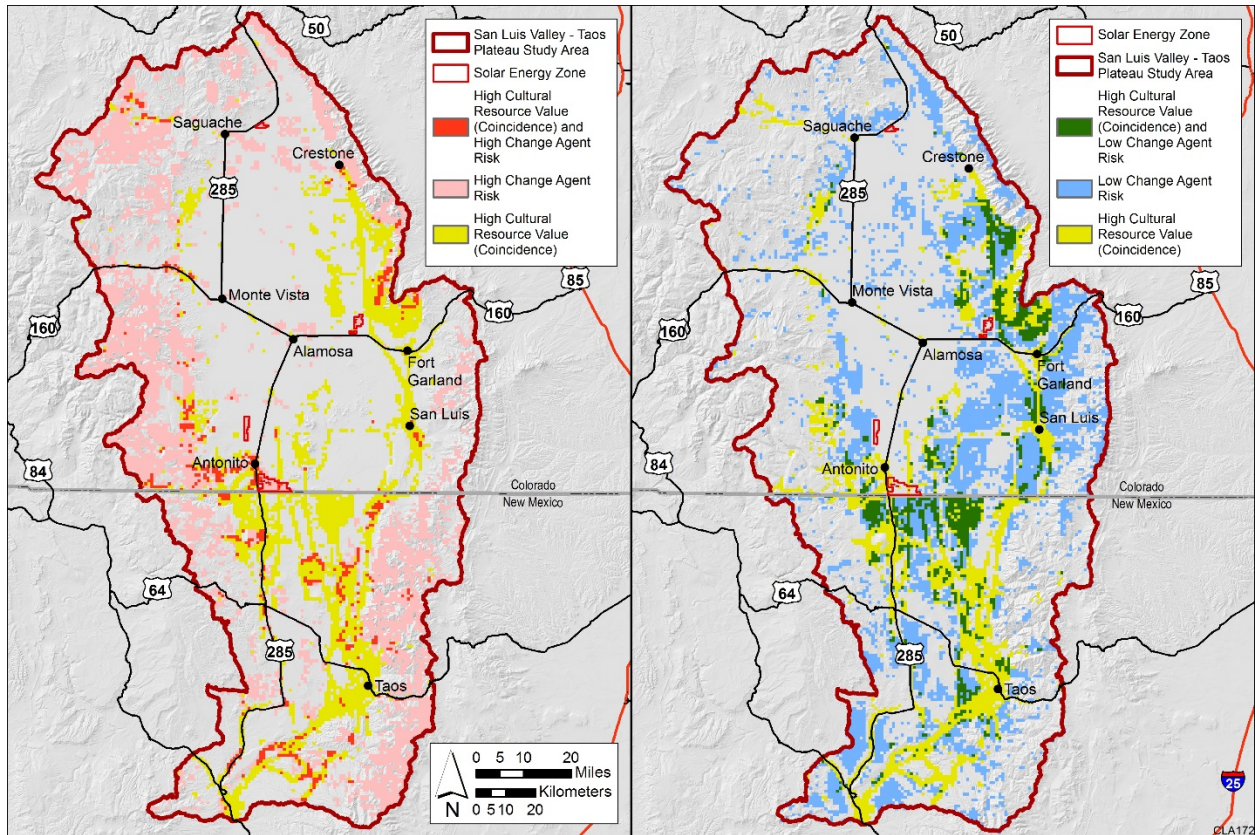 50
San Luis Valley - Taos
Plateau Study Area
Solar Energy Zone
High Cultural
Resource Value
(Coincidence) and
High Change Agent
Risk
High Change Agent
Risk
High Cultural
Resource Value
(Coincidence)
Saguache
Crestone
285
Monte Vista
160
Alamosa
160
85
Fort
Garland
San Luis
Antonito
84
Colorado
New Mexico
64
285
Taos
0 5 10 20
Miles
Kilometers
0 5 10 20
N
50
Solar Energy Zone
San Luis Valley - Taos
Plateau Study Area
High Cultural
Resource Value
(Coincidence) and
Low Change Agent
Risk
Low Change Agent
Risk
High Cultural
Resource Value
(Coincidence)
Saguache
Crestone
285
Monte Vista
160
Alamosa
160
85
Fort
Garland
San Luis
Antonito
84
Colorado
New Mexico
64
285
Taos
25
CLA172